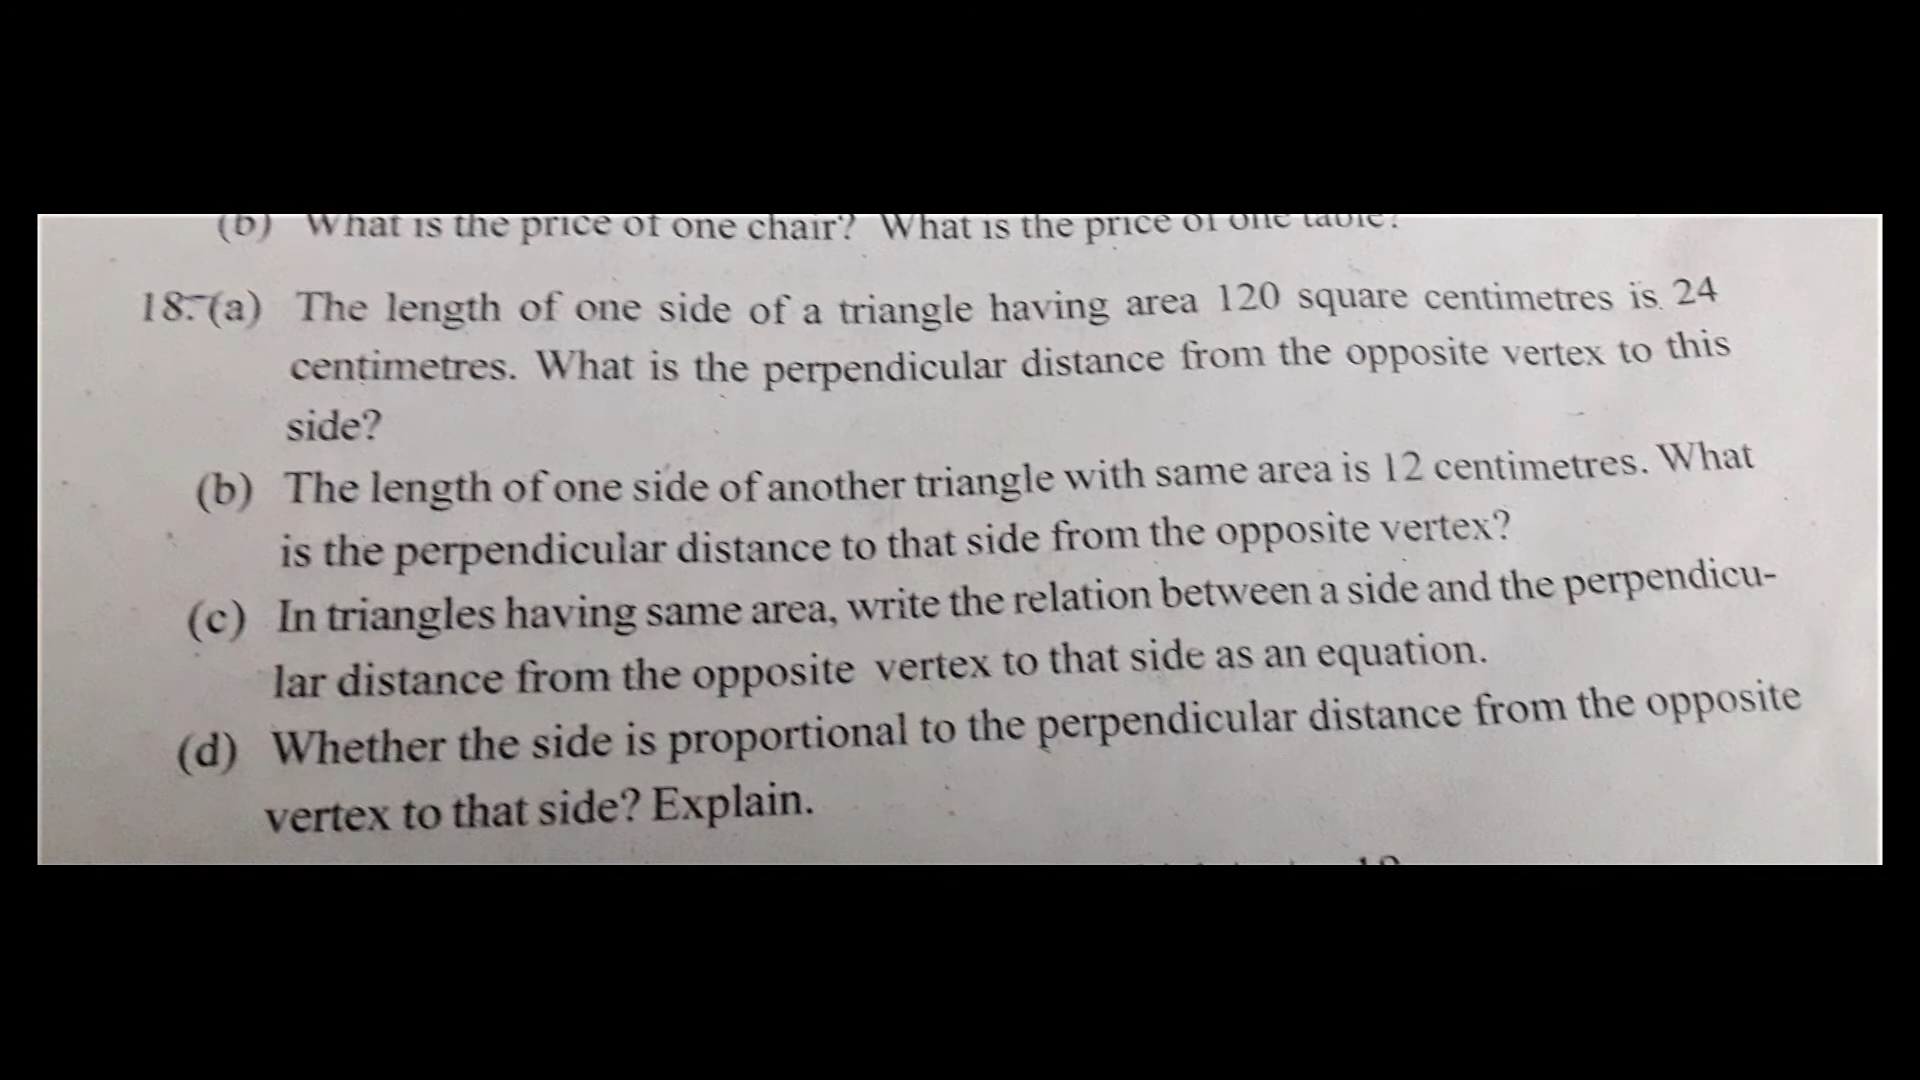 (b) What is the price of one chair? What is the price of one table?
18.(a) The length of one side of a triangle having area 120 square centimetres is 24
centimetres. What is the perpendicular distance from the opposite vertex to this
side?
(b) The length of one side of another triangle with same area is 12 centimetres. What
is the perpendicular distance to that side from the opposite vertex?
(c) In triangles having same area, write the relation between a side and the perpendicu-
lar distance from the opposite vertex to that side as an equation.
(d) Whether the side is proportional to the perpendicular distance from the opposite
vertex to that side? Explain.